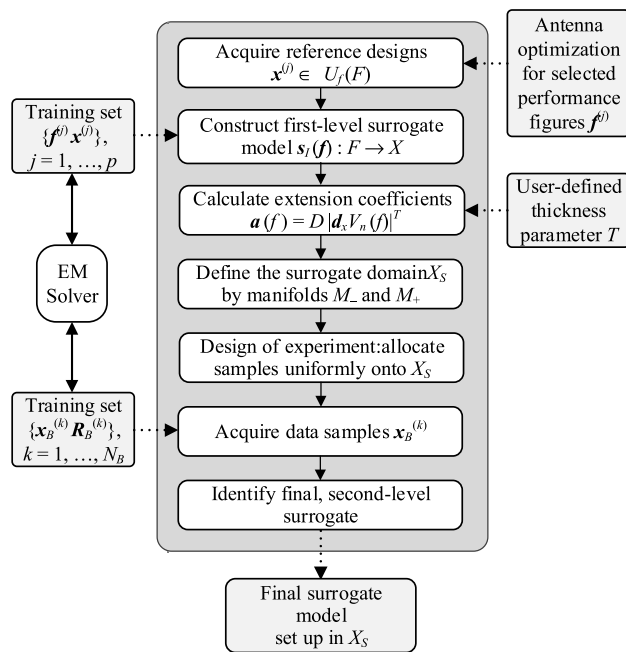 Acquire reference designs
x^(j) ∈ U_f(F)
Antenna
optimization
for selected
performance
figures f^(j)
Training set
{f^(j) x^(j)},
j = 1, …, p
Construct first-level surrogate
model s_I(f) : F → X
Calculate extension coefficients
a (f) = D |d_x V_n(f)|^T
User-defined
thickness
parameter T
EM
Solver
Define the surrogate domainX_S
by manifolds M_– and M_+
Design of experiment:allocate
samples uniformly onto X_S
Training set
{x_B^(k) R_B^(k)},
k = 1, …, N_B
Acquire data samples x_B^(k)
Identify final, second-level
surrogate
Final surrogate
model
set up in X_S